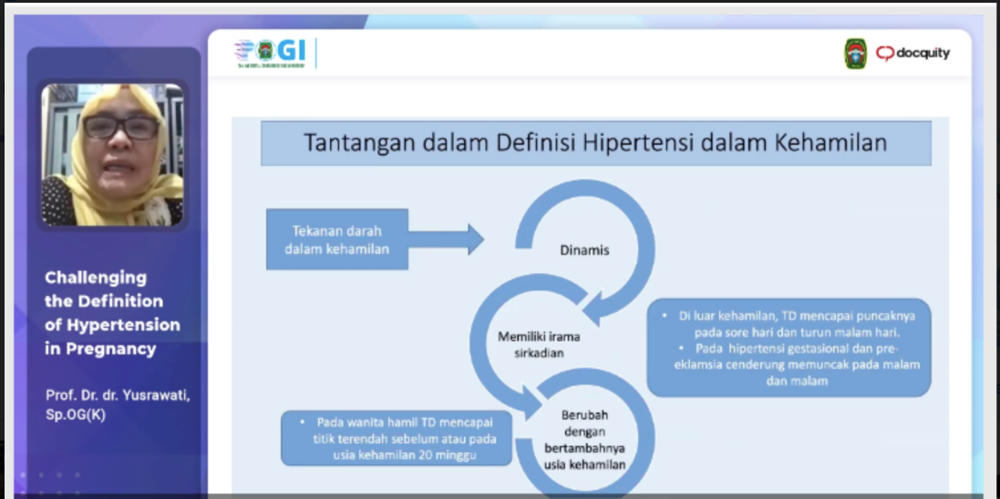 POGI
docquity
Tantangan dalam Definisi Hipertensi dalam Kehamilan
Challenging
the Definition
of Hypertension
in Pregnancy
Prof. Dr. dr. Yusrawati,
Sp.OG(K)
Tekanan darah
dalam kehamilan
Dinamis
Memiliki irama
sirkadian
• Di luar kehamilan, TD mencapai puncaknya
pada sore hari dan turun malam hari.
• Pada hipertensi gestasional dan pre-
eklamsia cenderung memuncak pada malam
dan malam
Berubah
dengan
bertambahnya
usia kehamilan
• Pada wanita hamil TD mencapai
titik terendah sebelum atau pada
usia kehamilan 20 minggu